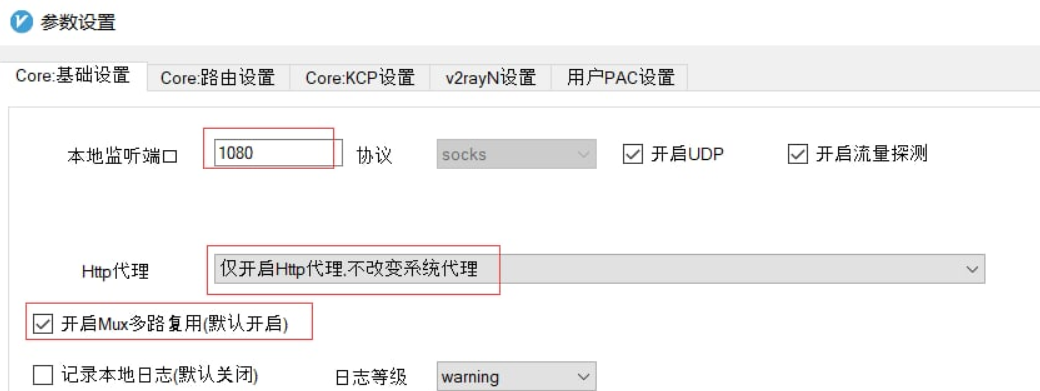 参数设置
Core:基础设置 Core:路由设置 Core:KCP设置 v2rayN设置 用户PAC设置
本地监听端口 1080 协议 socks 开启UDP 开启流量探测
Http代理 仅开启Http代理,不改变系统代理
开启Mux多路复用(默认开启)
记录本地日志(默认关闭) 日志等级 warning